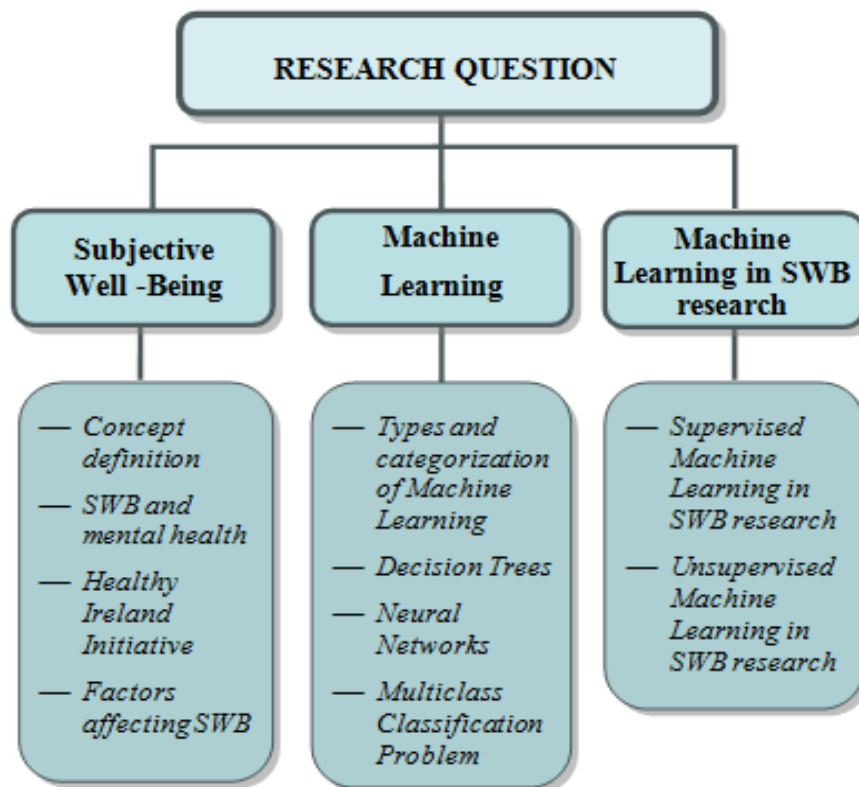 RESEARCH QUESTION
Subjective
Well -Being
Machine
Learning
Machine
Learning in SWB
research
— Concept
definition
— SWB and
mental health
— Healthy
Ireland
Initiative
— Factors
affecting SWB
— Types and
categorization
of Machine
Learning
— Decision Trees
— Neural
Networks
— Multiclass
Classification
Problem
— Supervised
Machine
Learning in
SWB research
— Unsupervised
Machine
Learning in
SWB research